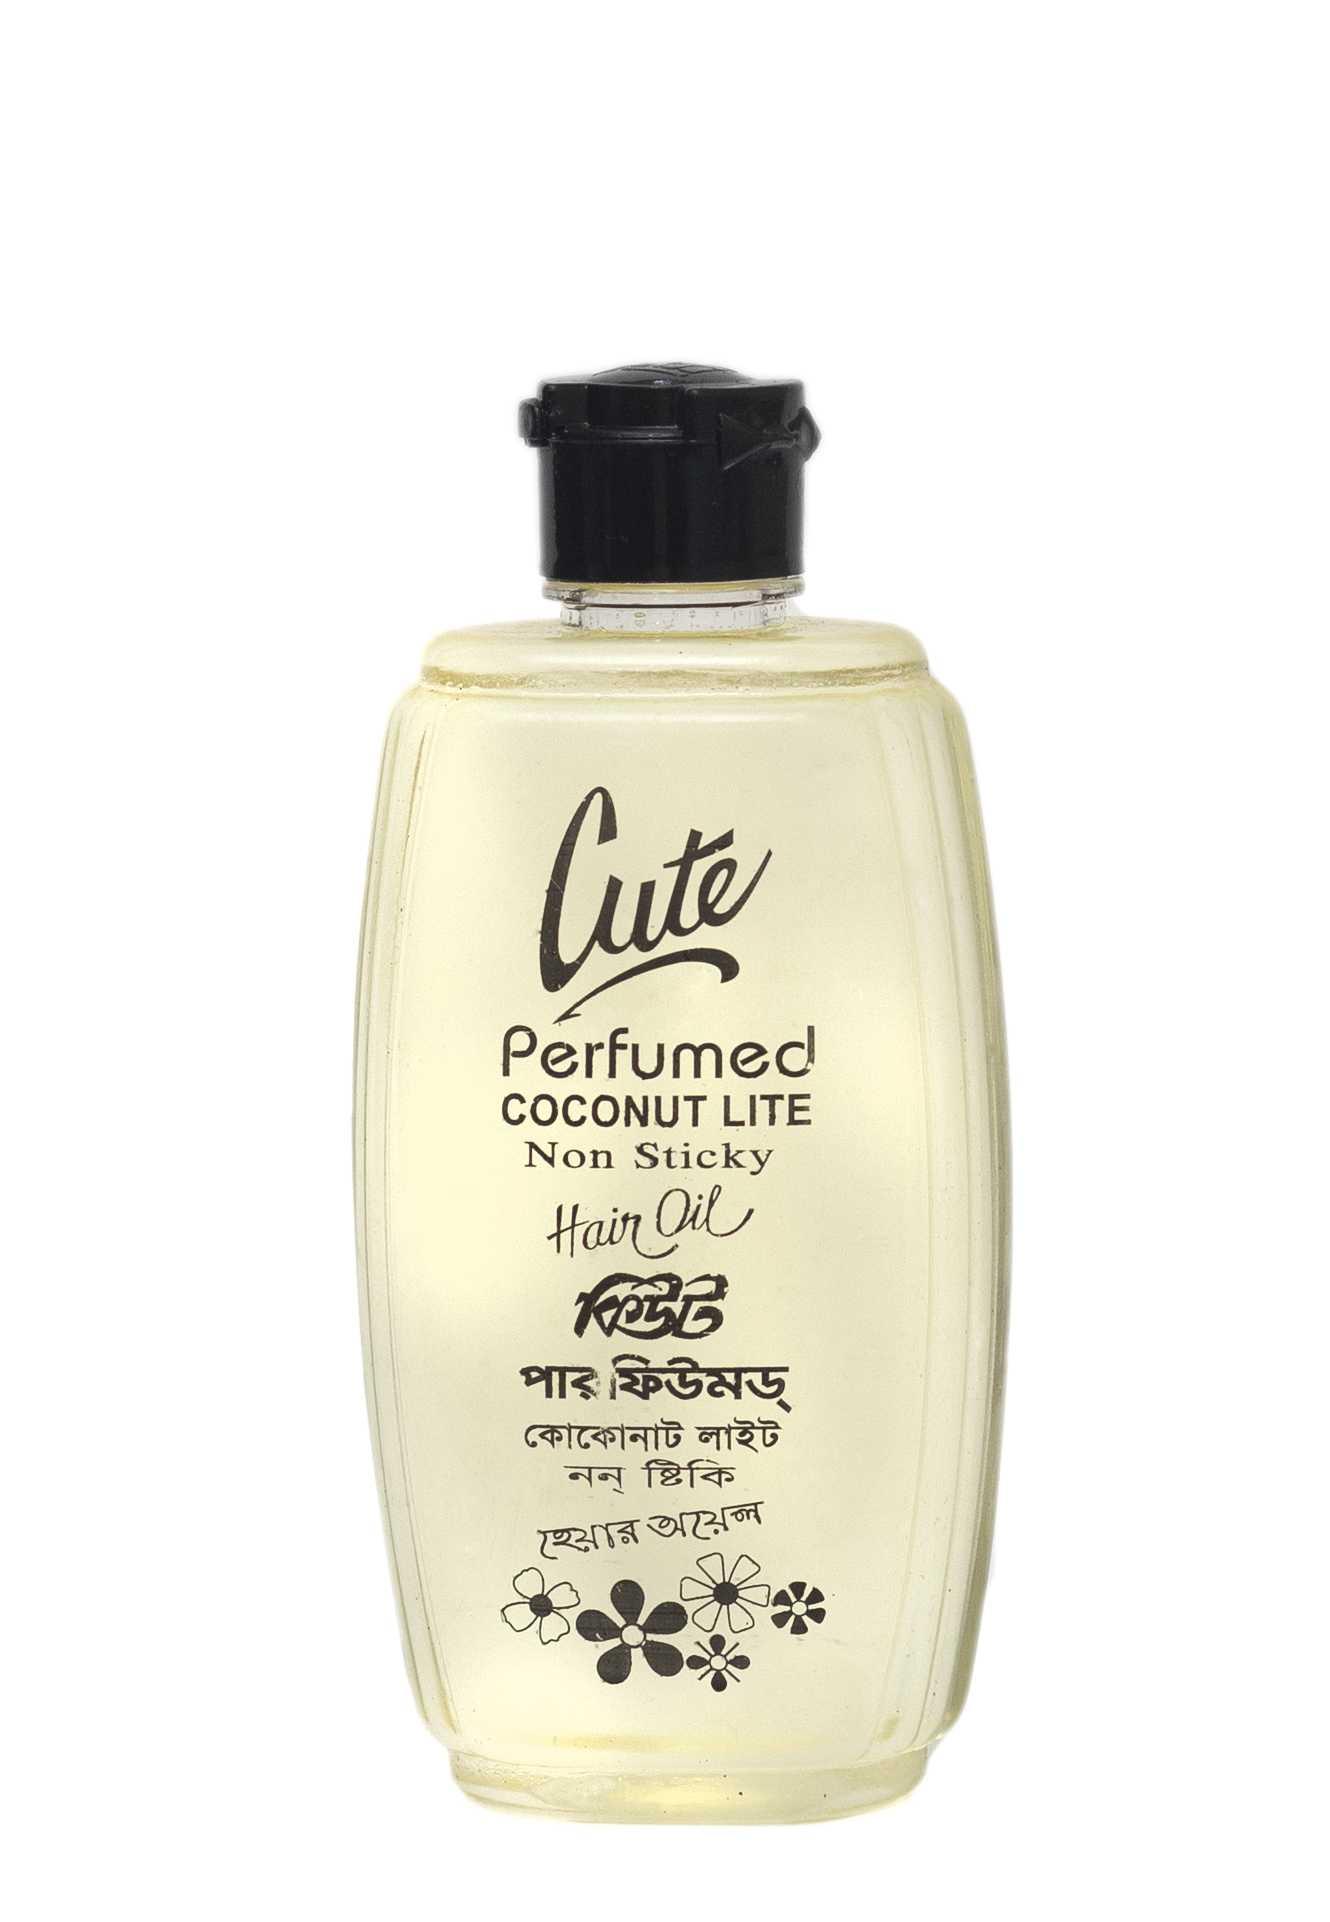 Cute
Perfumed
COCONUT LITE
Non Sticky
Hair Oil
কিউট
পারফিউমড্
কোকোনাট লাইট
নন্ ষ্টিকি
হেয়ার অয়েল